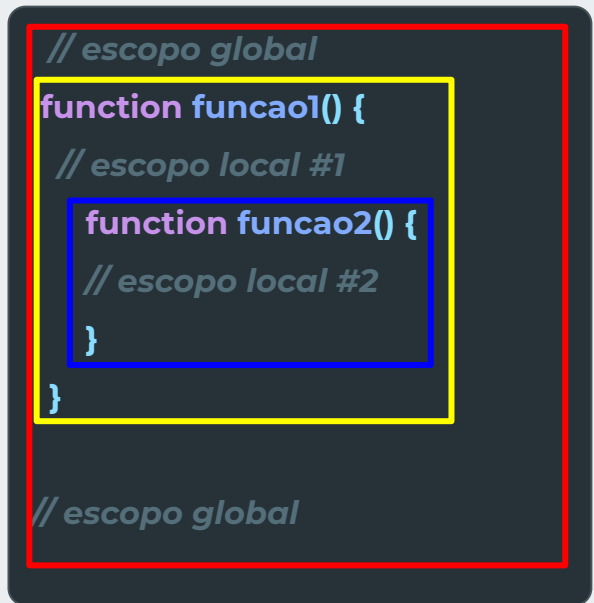 // escopo global
function funcao1() {
// escopo local #1
function funcao2() {
// escopo local #2
}
}
// escopo global